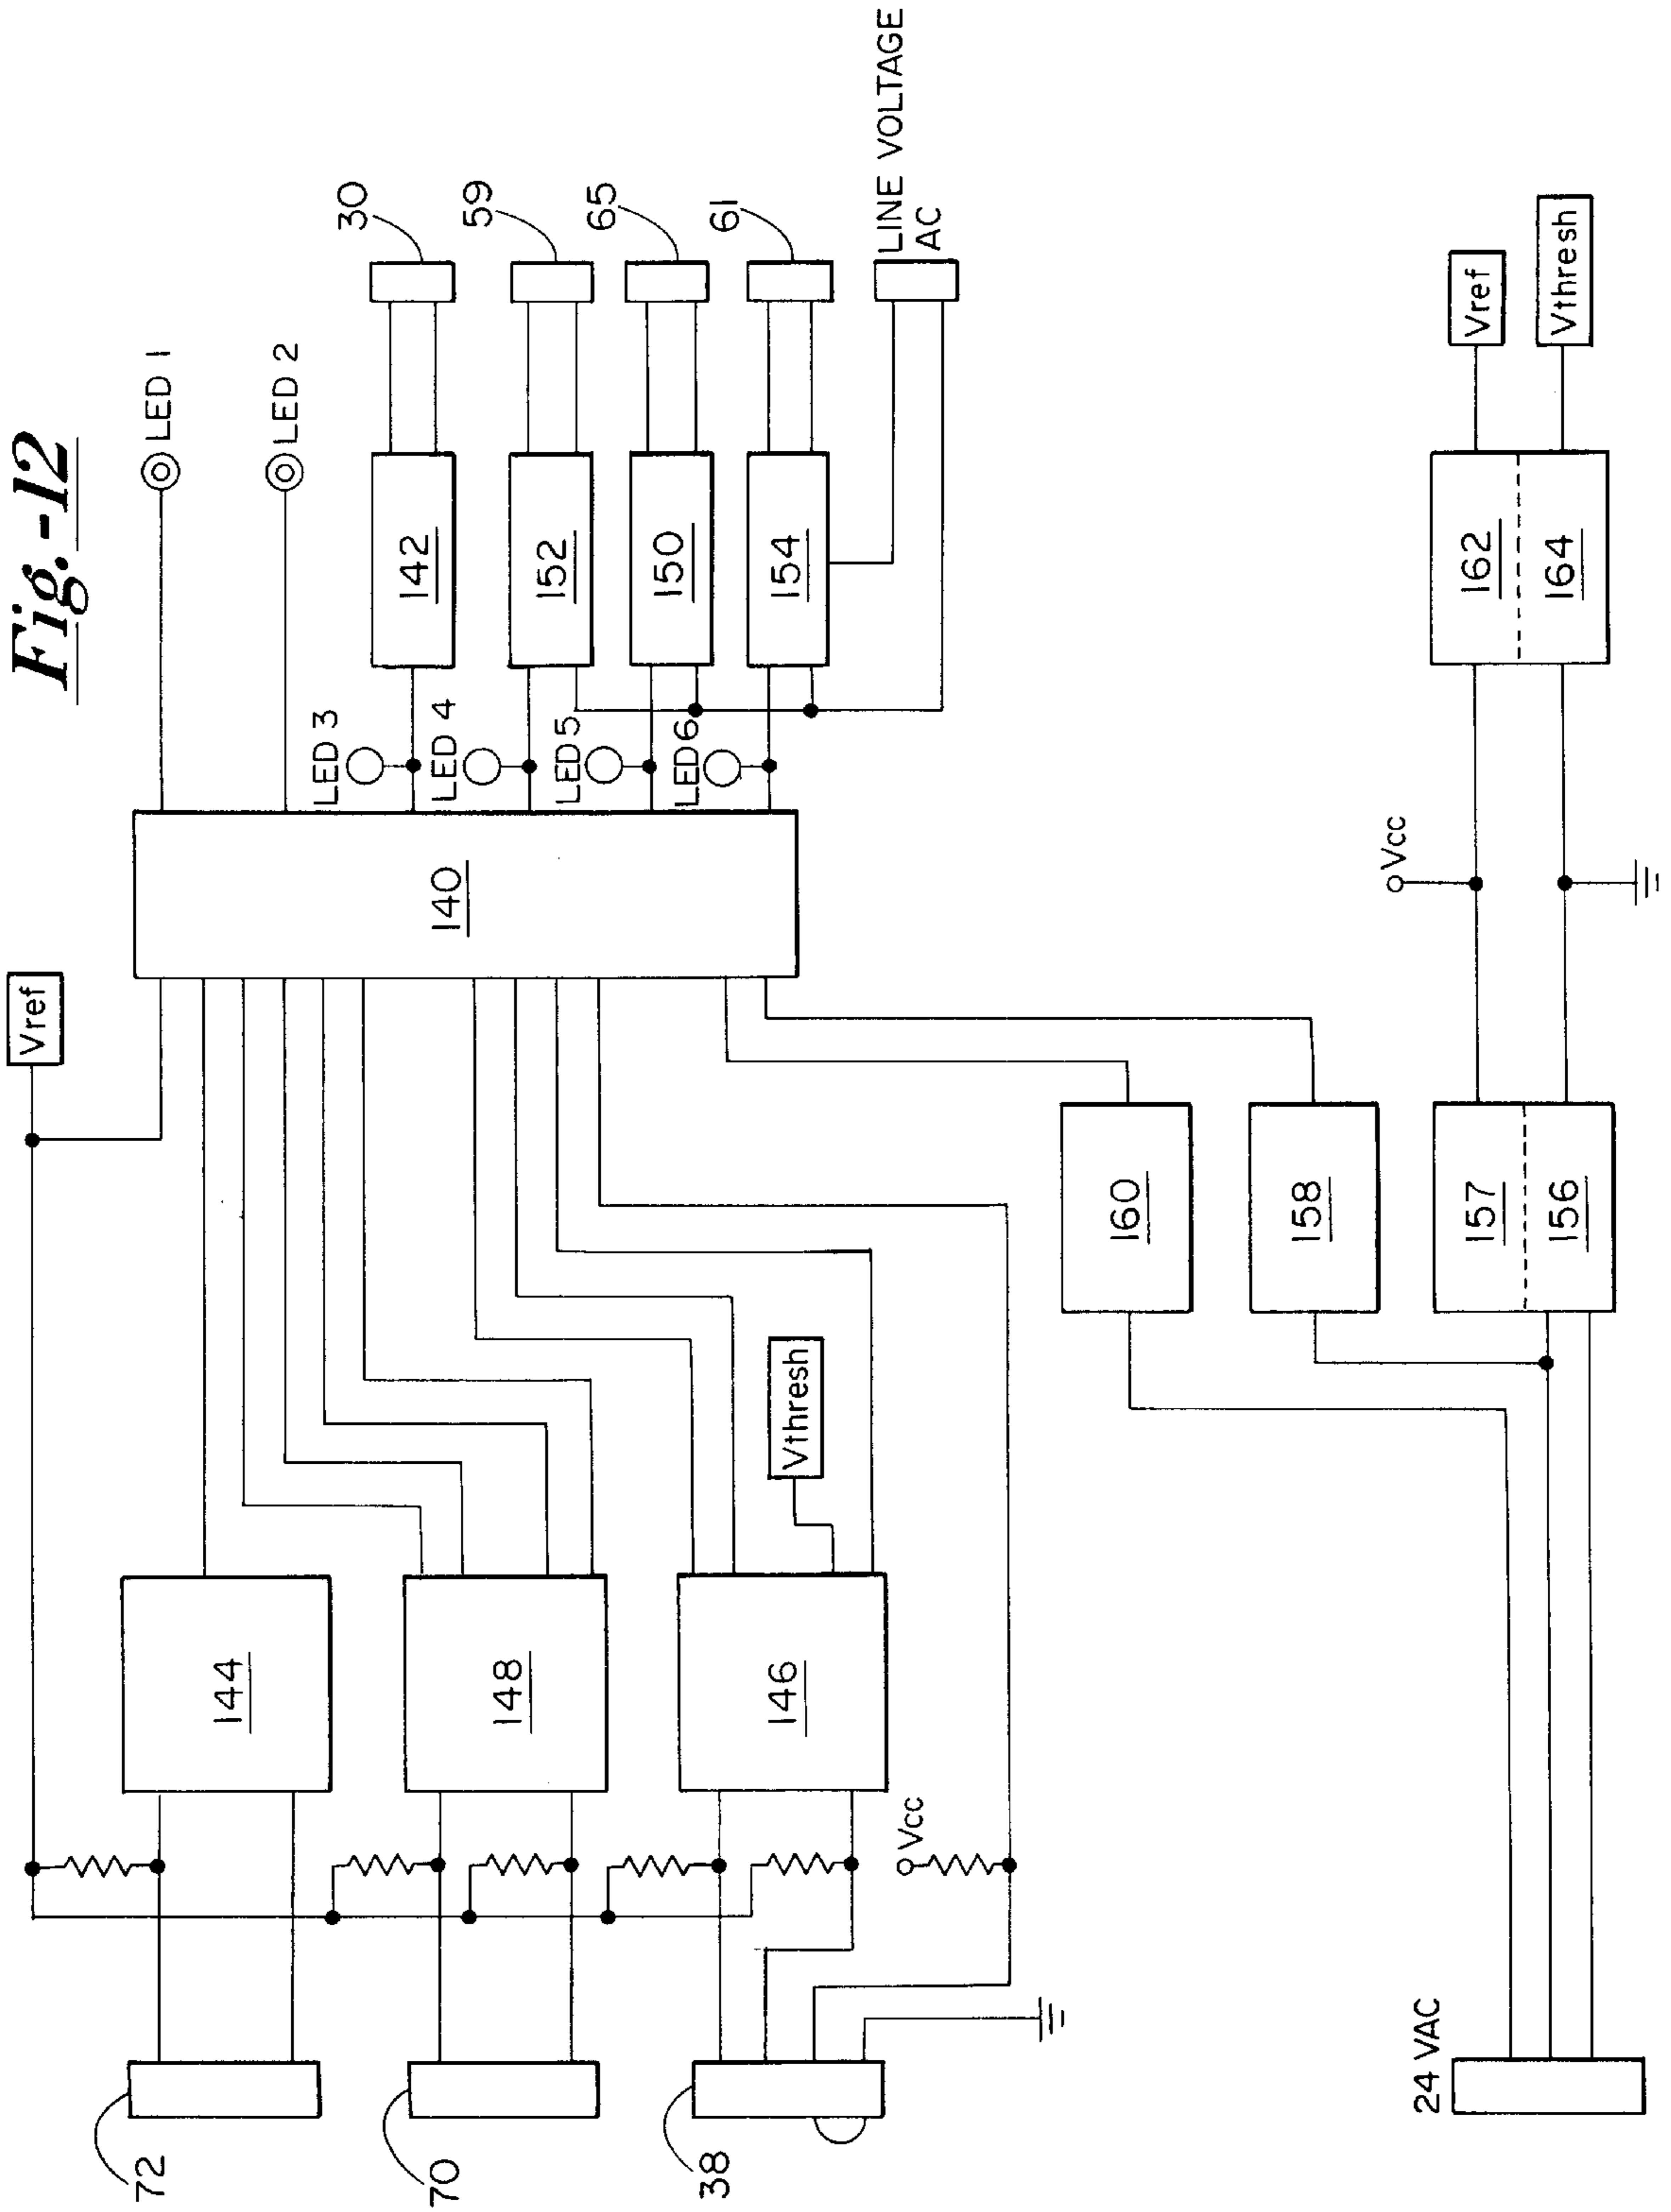 Fig.-12
Vref
LED 1
LED 2
LED 3
LED 4
LED 5
LED 6
30
59
65
61
LINE VOLTAGE
AC
140
142
152
150
154
72
70
38
144
148
146
Vthresh
Vcc
160
158
157
156
Vcc
162
164
Vref
Vthresh
24 VAC